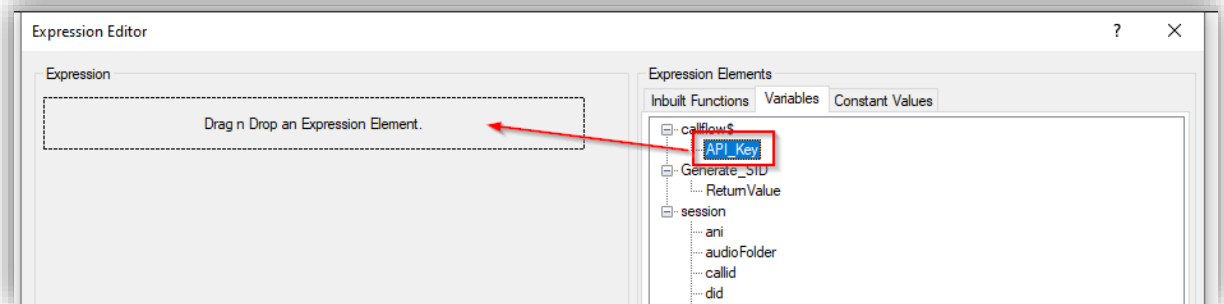 Expression Editor
? ×
Expression
Drag n Drop an Expression Element.
Expression Elements
Inbuilt Functions Variables Constant Values
callflow$
API_Key
Generate_SID
ReturnValue
session
ani
audioFolder
callid
did